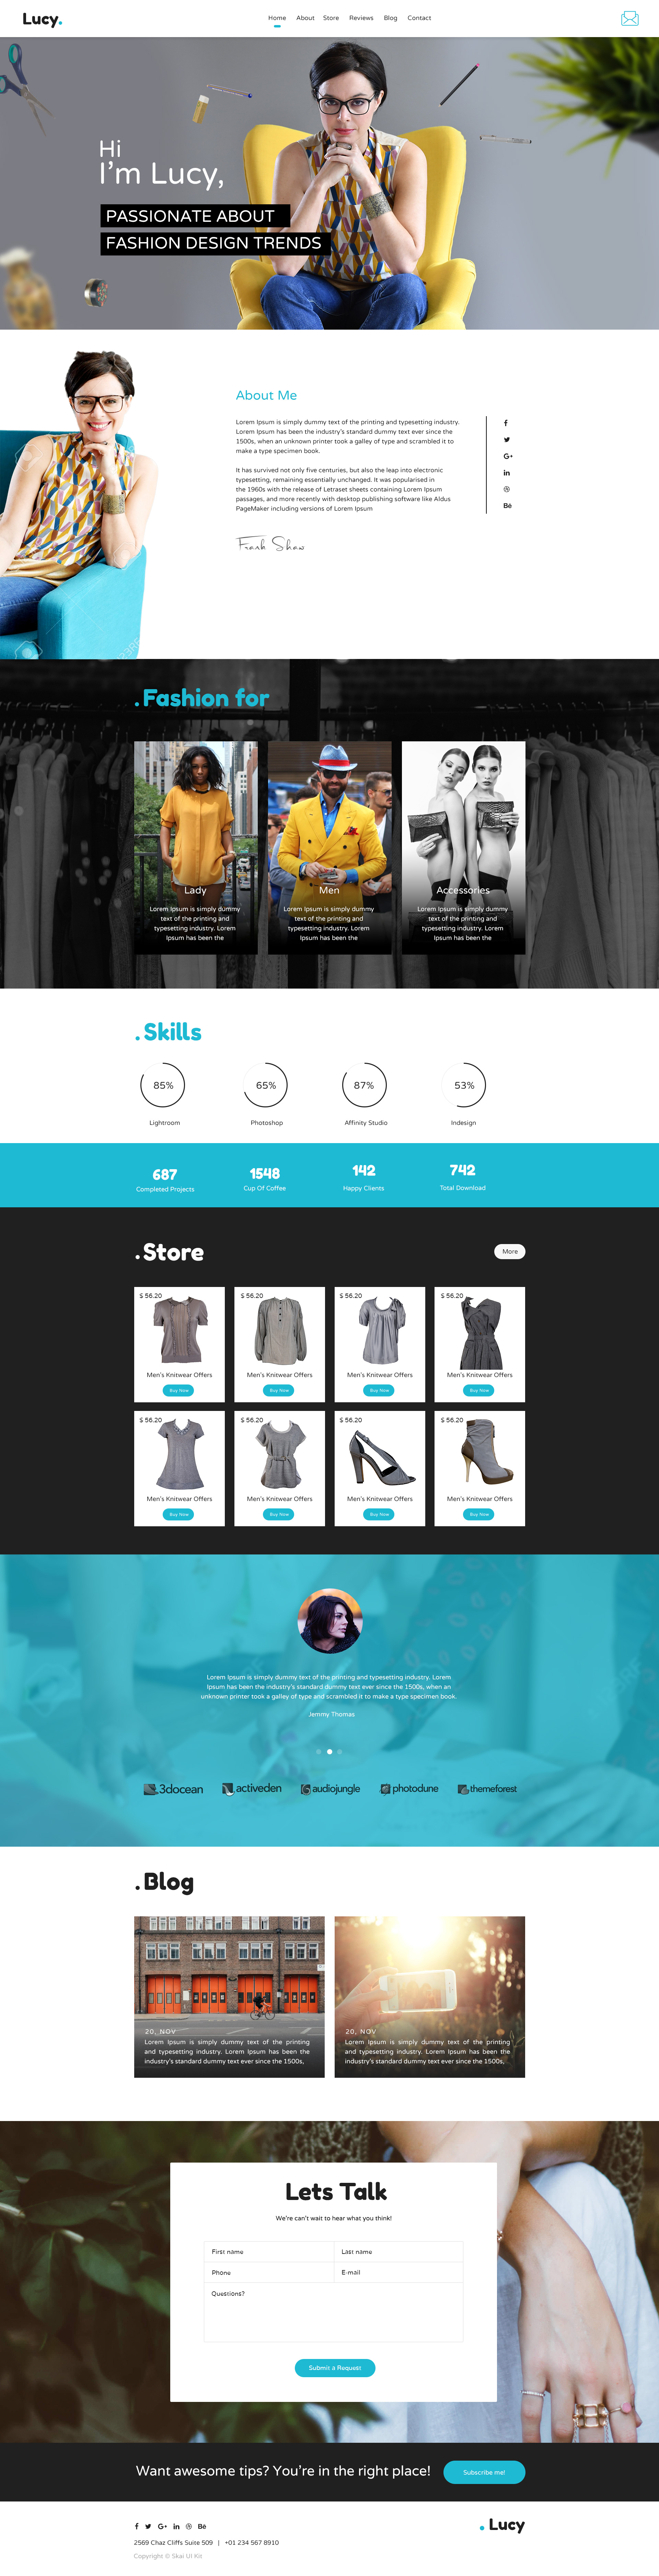 Lucy.
Home About Store Reviews Blog Contact
Hi
I'm Lucy,
PASSIONATE ABOUT
FASHION DESIGN TRENDS
About Me
Lorem Ipsum is simply dummy text of the printing and typesetting industry.
Lorem Ipsum has been the industry's standard dummy text ever since the
1500s, when an unknown printer took a galley of type and scrambled it to
make a type specimen book.
It has survived not only five centuries, but also the leap into electronic
typesetting, remaining essentially unchanged. It was popularised in
the 1960s with the release of Letraset sheets containing Lorem Ipsum
passages, and more recently with desktop publishing software like Aldus
PageMaker including versions of Lorem Ipsum
G+
in
Bē
Frank Shaw
. Fashion for
Lady
Lorem Ipsum is simply dummy
text of the printing and
typesetting industry. Lorem
Ipsum has been the
Men
Lorem Ipsum is simply dummy
text of the printing and
typesetting industry. Lorem
Ipsum has been the
Accessories
Lorem Ipsum is simply dummy
text of the printing and
typesetting industry. Lorem
Ipsum has been the
. Skills
85% 65% 87% 53%
Lightroom Photoshop Affinity Studio Indesign
687 1548 142 742
Completed Projects Cup Of Coffee Happy Clients Total Download
. Store
More
$ 56.20 $ 56.20 $ 56.20 $ 56.20
Men's Knitwear Offers Men's Knitwear Offers Men's Knitwear Offers Men's Knitwear Offers
Buy Now Buy Now Buy Now Buy Now
$ 56.20 $ 56.20 $ 56.20 $ 56.20
Men's Knitwear Offers Men's Knitwear Offers Men's Knitwear Offers Men's Knitwear Offers
Buy Now Buy Now Buy Now Buy Now
Lorem Ipsum is simply dummy text of the printing and typesetting industry. Lorem
Ipsum has been the industry's standard dummy text ever since the 1500s, when an
unknown printer took a galley of type and scrambled it to make a type specimen book.
Jemmy Thomas
3docean activeden audiojungle photodune themeforest
. Blog
20, NOV
Lorem Ipsum is simply dummy text of the printing
and typesetting industry. Lorem Ipsum has been the
industry's standard dummy text ever since the 1500s,
20, NOV
Lorem Ipsum is simply dummy text of the printing
and typesetting industry. Lorem Ipsum has been the
industry's standard dummy text ever since the 1500s,
Lets Talk
We're can't wait to hear what you think!
First name Last name
Phone E-mail
Questions?
Submit a Request
Want awesome tips? You're in the right place!
Subscribe me!
G+ in Bē
. Lucy
2569 Chaz Cliffs Suite 509 | +01 234 567 8910
Copyright © Skai UI Kit